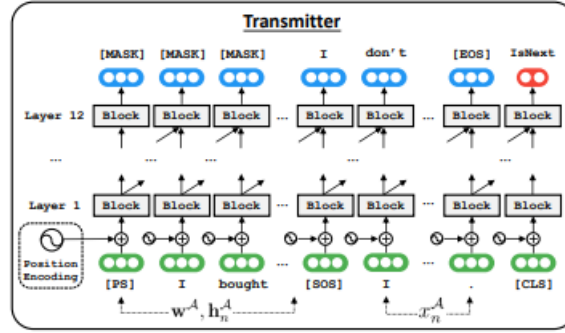 Transmitter
[MASK] [MASK] [MASK] I don't [EOS] IsNext
Layer 12 Block Block Block ... Block Block ... Block Block
... ... ... ... ...
Layer 1 Block Block Block ... Block Block ... Block Block
Position
Encoding
[PS] I bought ... [SOS] I ... . [CLS]
w^A, h_n^A x_n^A